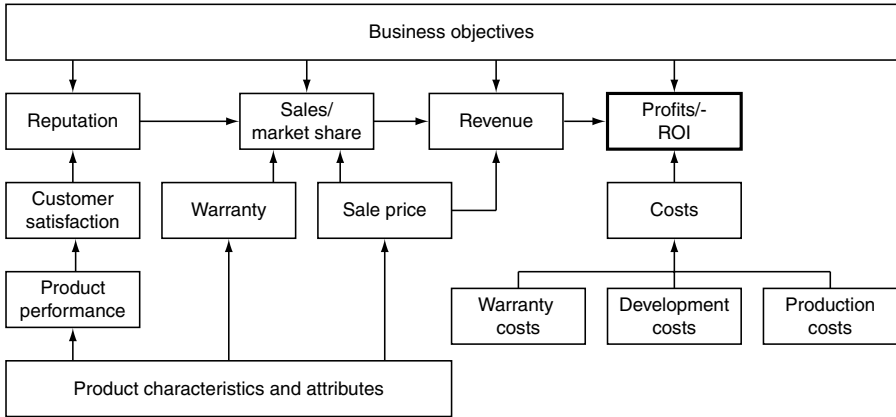 Business objectives
Reputation
Sales/
market share
Revenue
Profits/-
ROI
Customer
satisfaction
Warranty
Sale price
Costs
Product
performance
Warranty
costs
Development
costs
Production
costs
Product characteristics and attributes